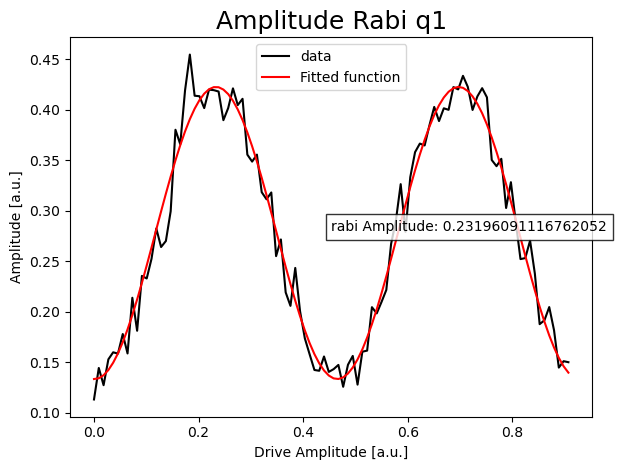 Amplitude Rabi q1
data
Fitted function
rabi Amplitude: 0.23196091116762052
Amplitude [a.u.]
0.45
0.40
0.35
0.30
0.25
0.20
0.15
0.10
0.0
0.2
0.4
0.6
0.8
Drive Amplitude [a.u.]